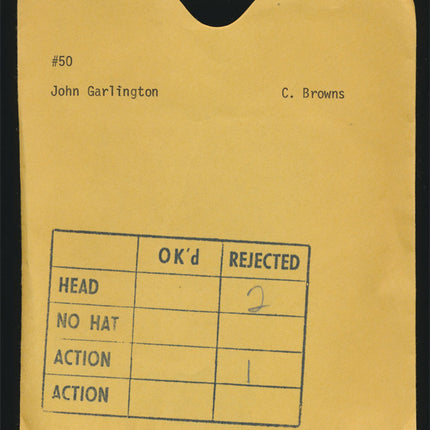 #50
John Garlington C. Browns
OK'd REJECTED
HEAD 2
NO HAT
ACTION 1
ACTION